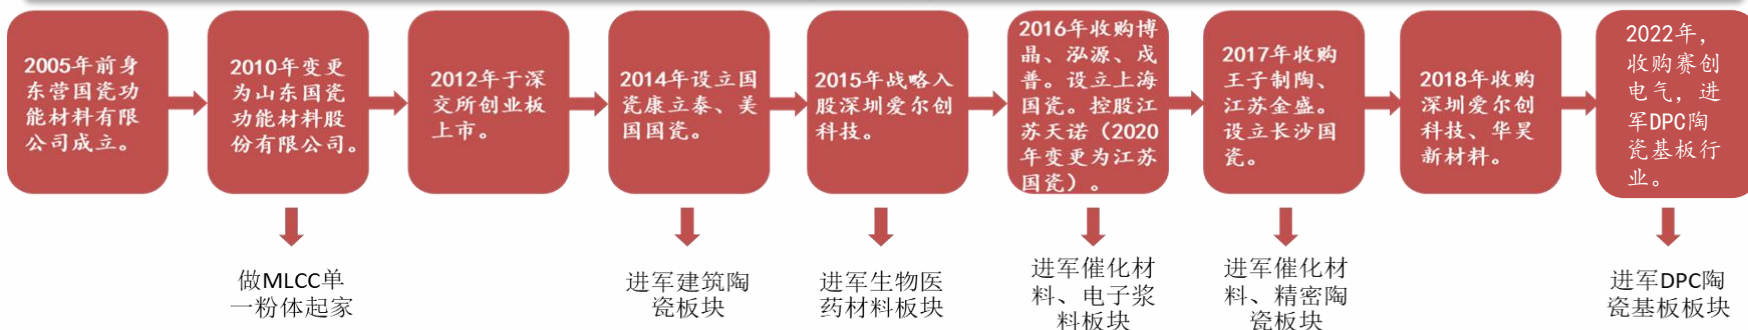 2005年前身
东营国瓷功
能材料有限
公司成立。
2010年变更
为山东国瓷
功能材料股
份有限公司。
2012年于深
交所创业板
上市。
2014年设立国
瓷康立泰、美
国国瓷。
2015年战略入
股深圳爱尔创
科技。
2016年收购博
晶、泓源、戍
普。设立上海
国瓷。控股江
苏天诺（2020
年变更为江苏
国瓷）。
2017年收购
王子制陶、
江苏金盛。
设立长沙国
瓷。
2018年收购
深圳爱尔创
科技、华昊
新材料。
2022年，
收购赛创
电气，进
军DPC陶
瓷基板行
业。
做MLCC单
一粉体起家
进军建筑陶
瓷板块
进军生物医
药材料板块
进军催化材
料、电子浆
料板块
进军催化材
料、精密陶
瓷板块
进军DPC陶
瓷基板板块